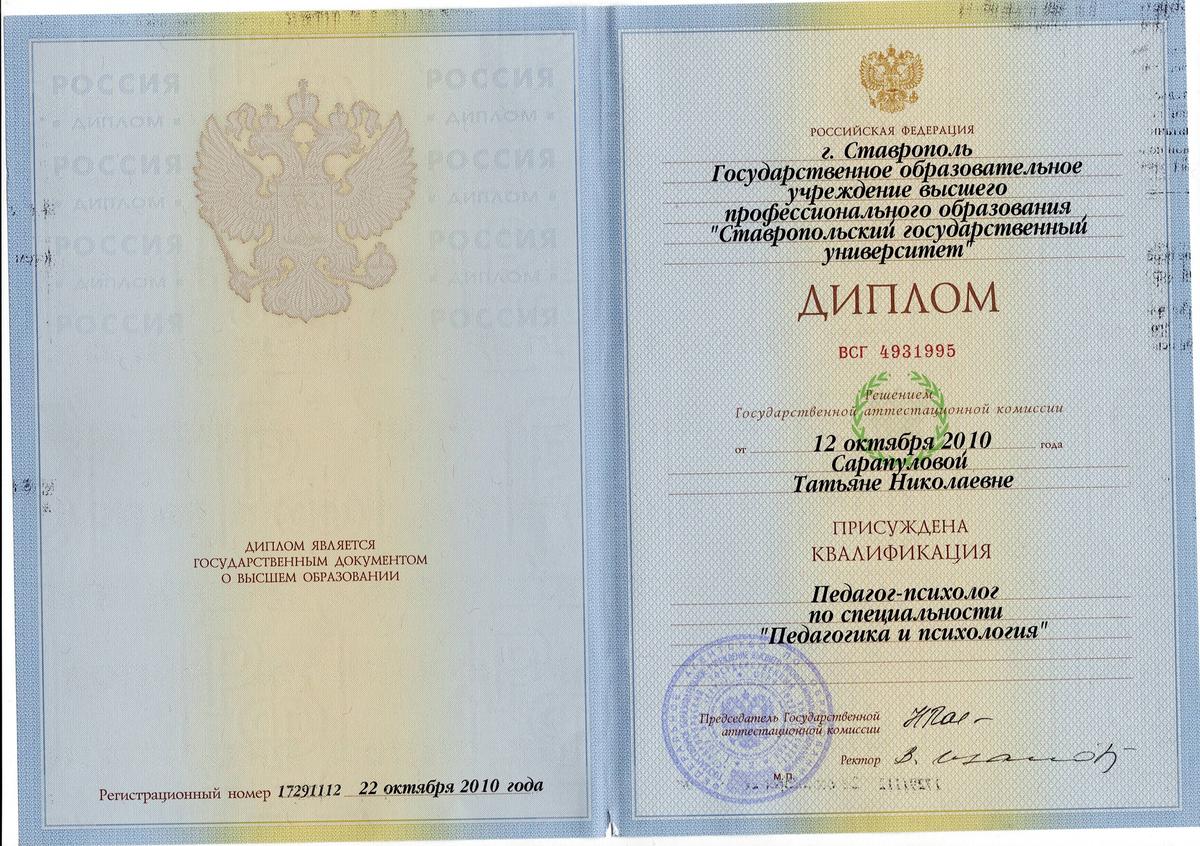 РОССИЯ
• ДИПЛОМ •
РОССИЯ
• ДИПЛОМ •
РОССИЯ
• ДИПЛОМ •
РОССИЯ
РОССИЯ
• ДИПЛОМ •
РОССИЯ
• ДИПЛОМ •
РОССИЯ
• ДИПЛОМ •
РОССИЯ
ДИПЛОМ ЯВЛЯЕТСЯ
ГОСУДАРСТВЕННЫМ ДОКУМЕНТОМ
О ВЫСШЕМ ОБРАЗОВАНИИ
Регистрационный номер 17291112 22 октября 2010 года
РОССИЙСКАЯ ФЕДЕРАЦИЯ
г. Ставрополь
Государственное образовательное
учреждение высшего
профессионального образования
"Ставропольский государственный
университет"
ДИПЛОМ
ВСГ 4931995
Решением
Государственной аттестационной комиссии
от 12 октября 2010 года
Сарапуловой
Татьяне Николаевне
ПРИСУЖДЕНА
КВАЛИФИКАЦИЯ
Педагог-психолог
по специальности
"Педагогика и психология"
Председатель Государственной
аттестационной комиссии
Ректор
М.П.